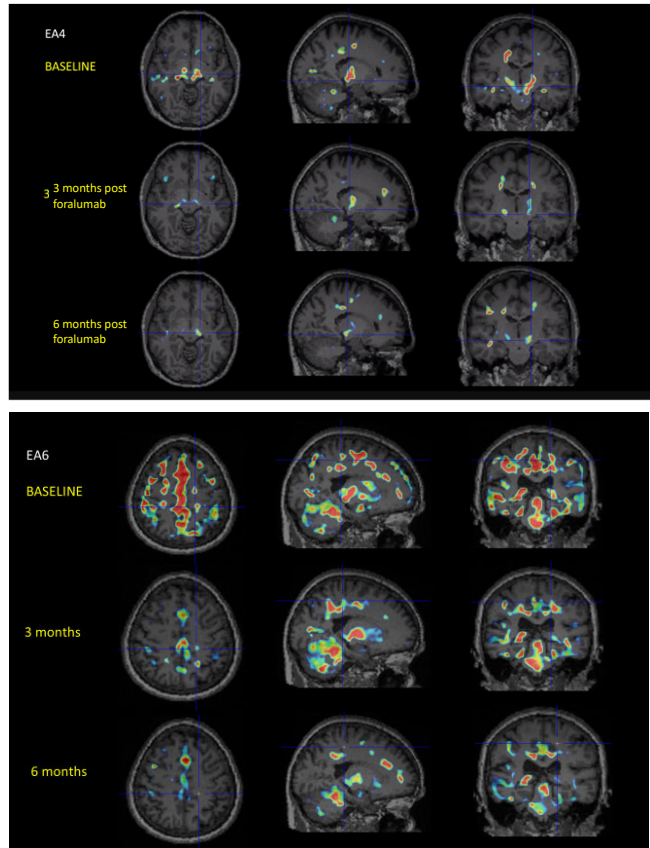 EA4
BASELINE
3 3 months post
foralumab
6 months post
foralumab
EA6
BASELINE
3 months
6 months